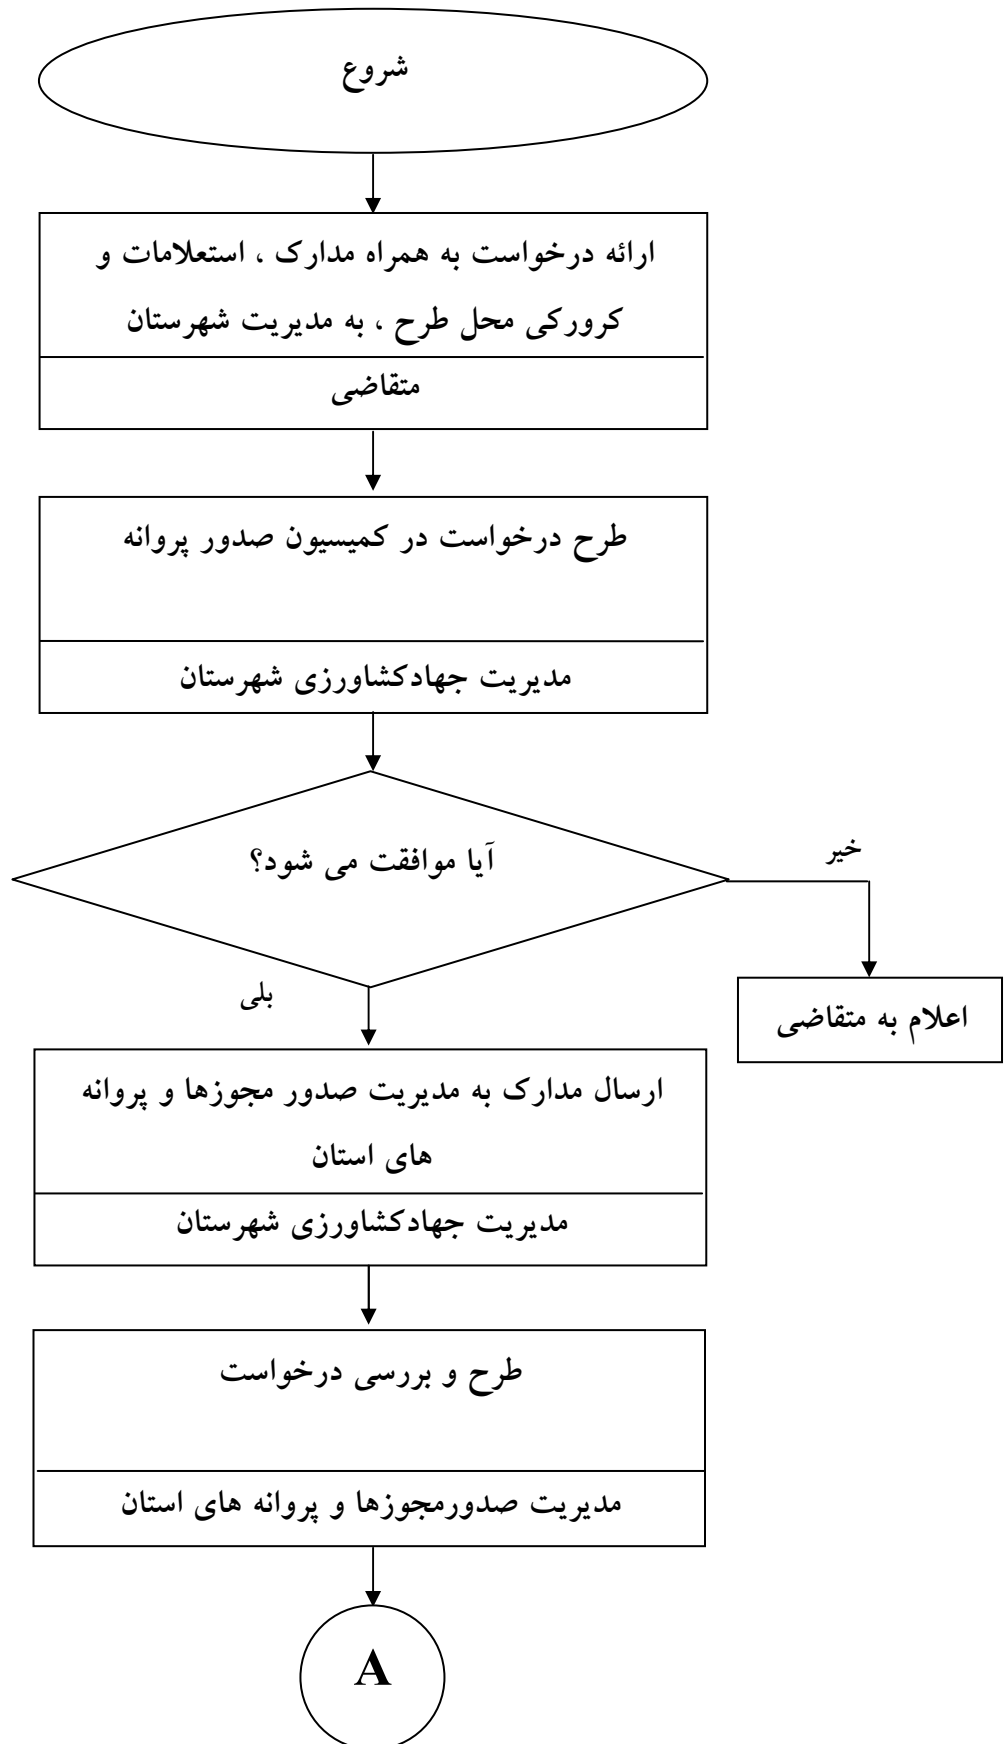 شروع
ارائه درخواست به همراه مدارک ، استعلامات و
کرورکی محل طرح ، به مدیریت شهرستان
متقاضی
طرح درخواست در کمیسیون صدور پروانه
مدیریت جهادکشاورزی شهرستان
آیا موافقت می شود؟
خیر
بلی
اعلام به متقاضی
ارسال مدارک به مدیریت صدور مجوزها و پروانه
های استان
مدیریت جهادکشاورزی شهرستان
طرح و بررسی درخواست
مدیریت صدورمجوزها و پروانه های استان
A